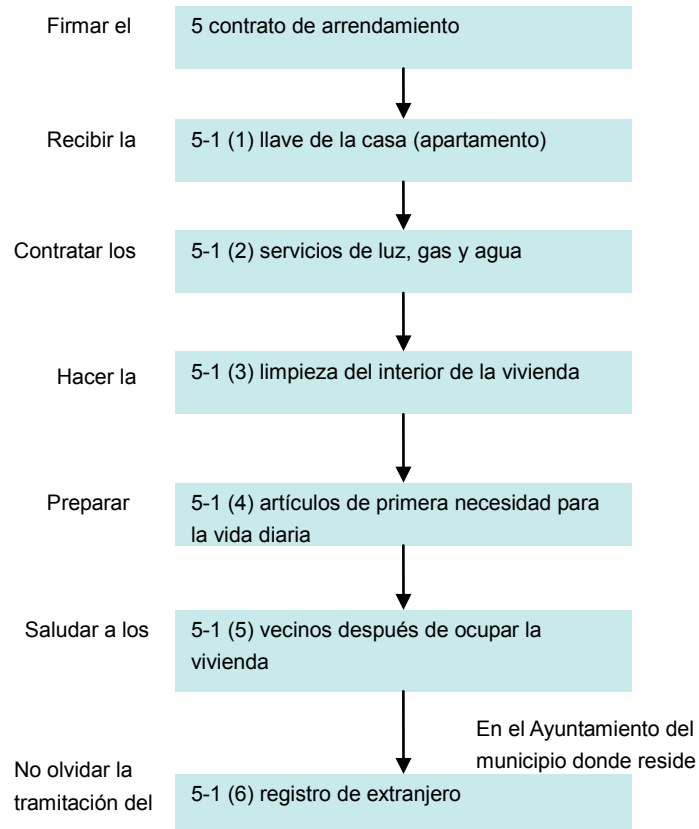 Firmar el
5 contrato de arrendamiento
Recibir la
5-1 (1) llave de la casa (apartamento)
Contratar los
5-1 (2) servicios de luz, gas y agua
Hacer la
5-1 (3) limpieza del interior de la vivienda
Preparar
5-1 (4) artículos de primera necesidad para
la vida diaria
Saludar a los
5-1 (5) vecinos después de ocupar la
vivienda
En el Ayuntamiento del
municipio donde reside
No olvidar la
tramitación del
5-1 (6) registro de extranjero